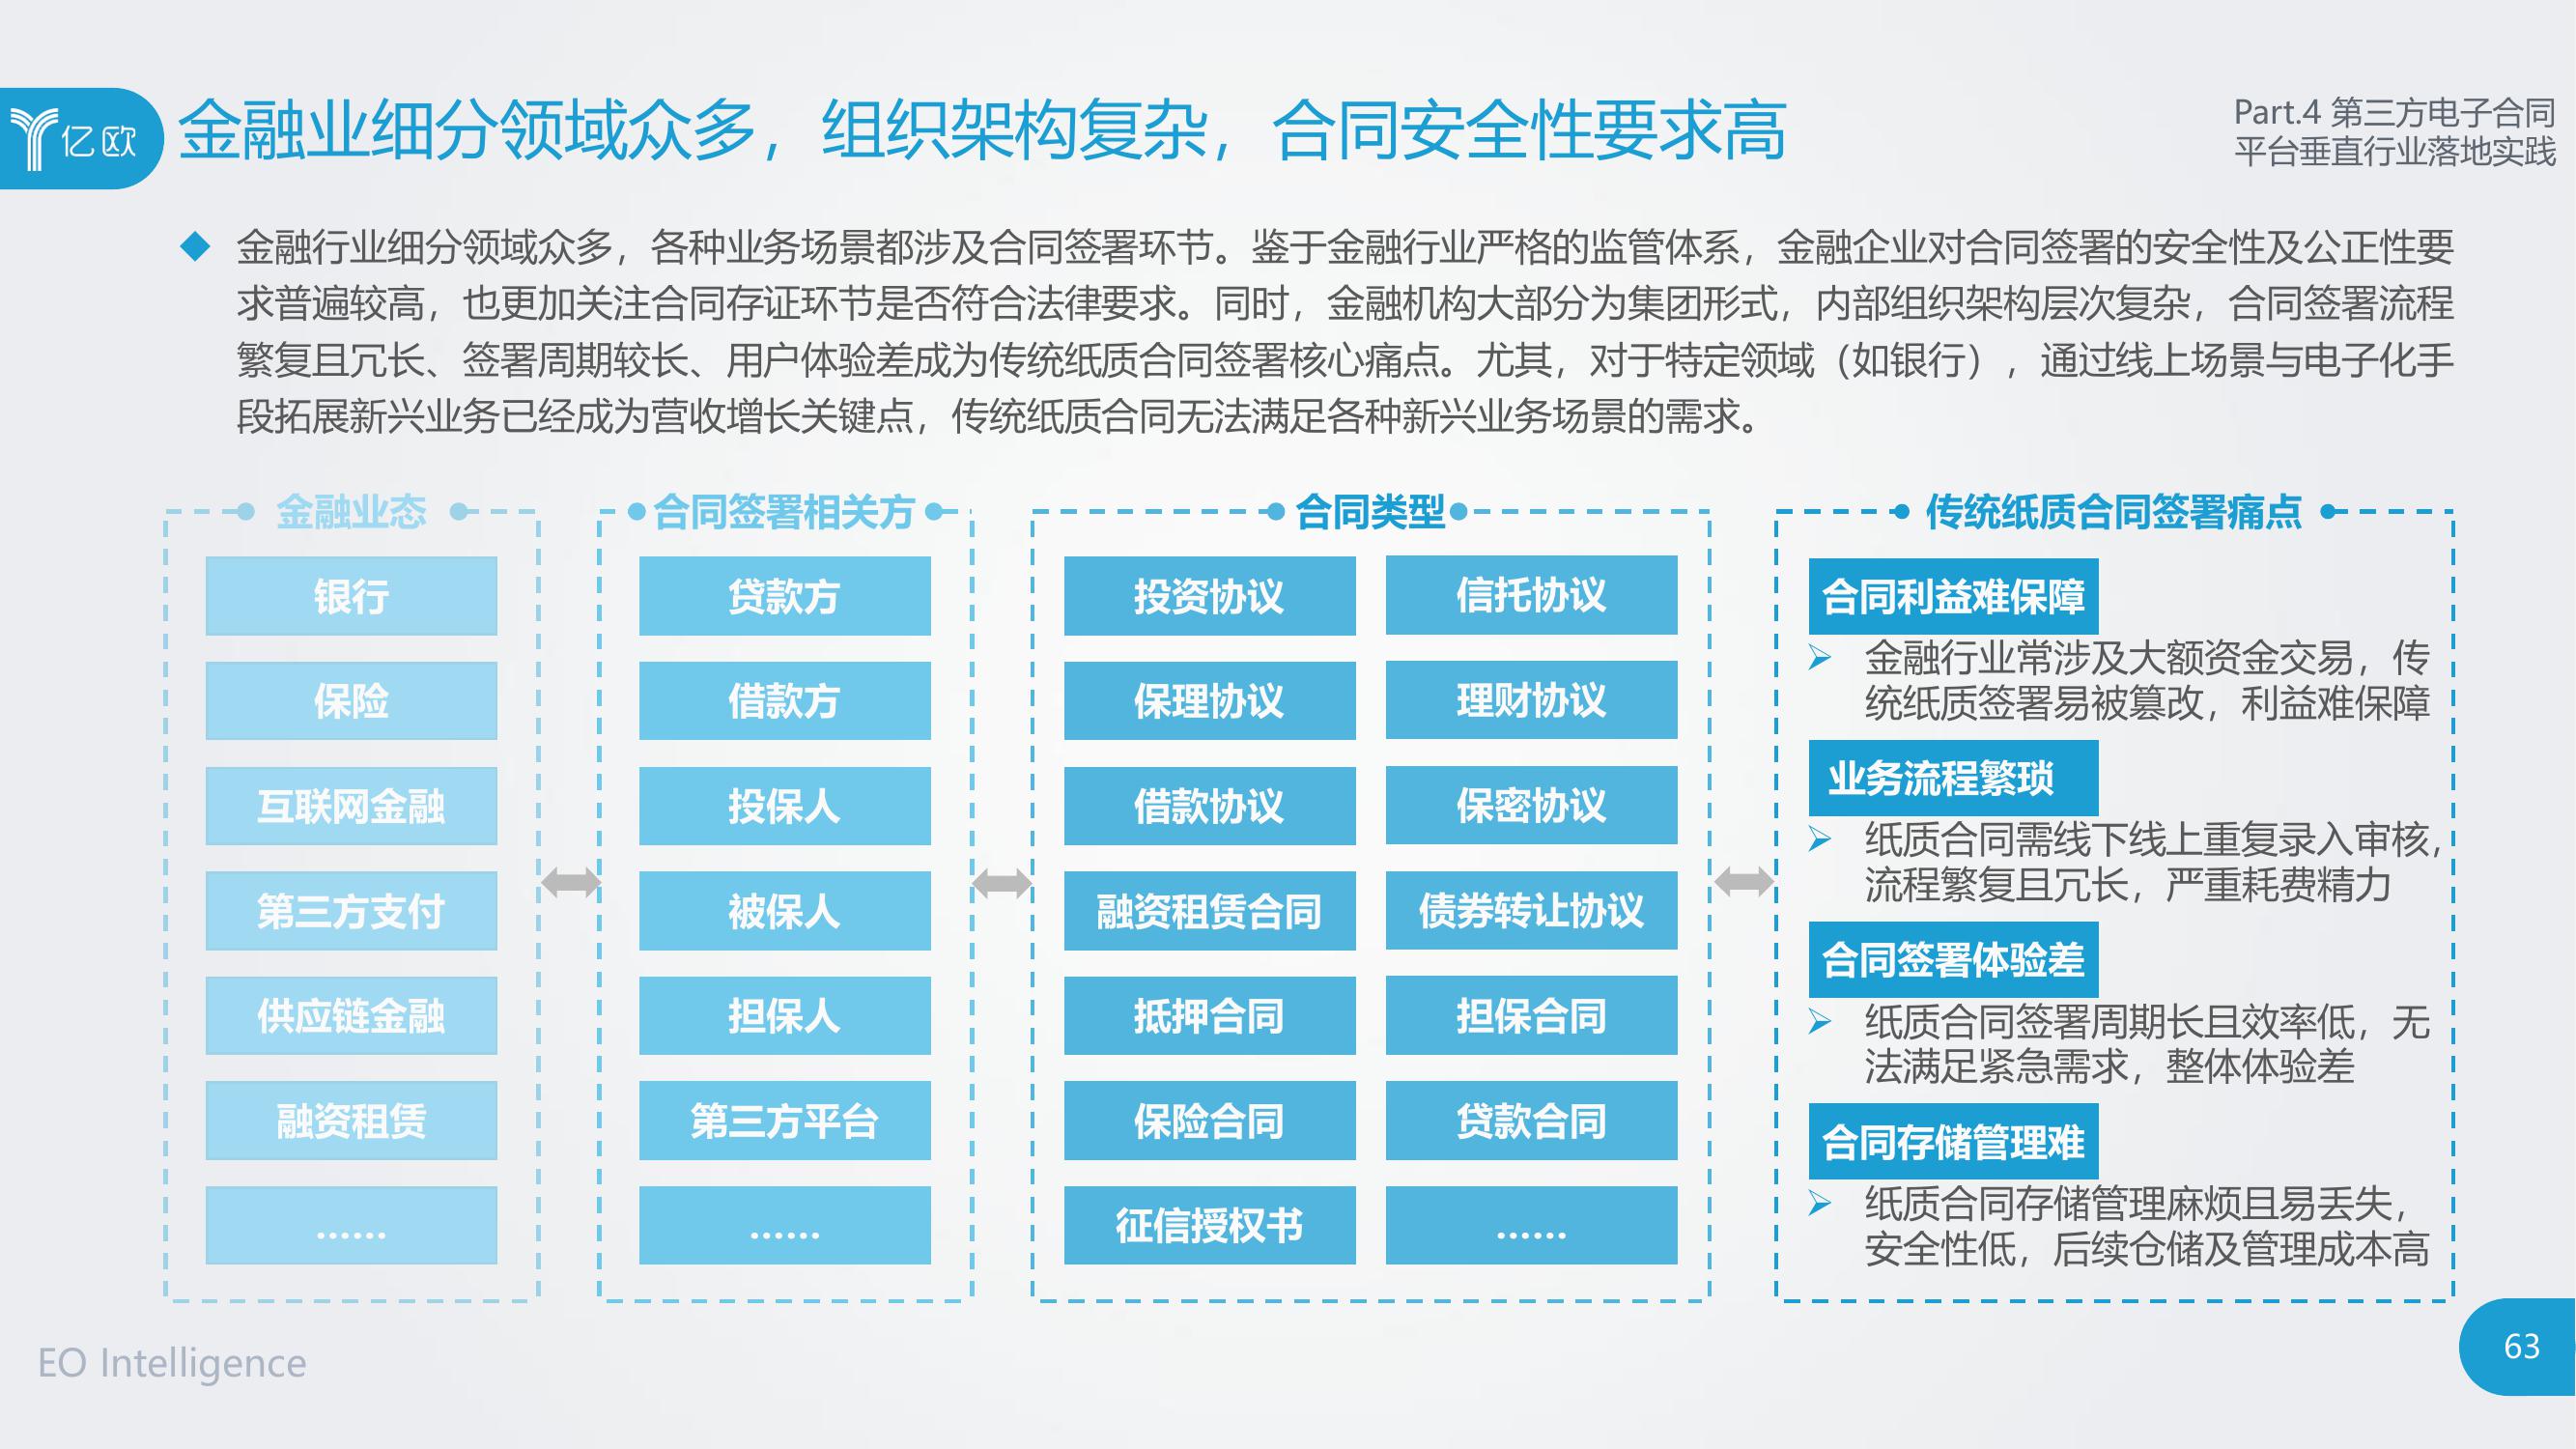 亿欧
金融业细分领域众多，组织架构复杂，合同安全性要求高
Part.4 第三方电子合同
平台垂直行业落地实践
金融行业细分领域众多，各种业务场景都涉及合同签署环节。鉴于金融行业严格的监管体系，金融企业对合同签署的安全性及公正性要
求普遍较高，也更加关注合同存证环节是否符合法律要求。同时，金融机构大部分为集团形式，内部组织架构层次复杂，合同签署流程
繁复且冗长、签署周期较长、用户体验差成为传统纸质合同签署核心痛点。尤其，对于特定领域（如银行），通过线上场景与电子化手
段拓展新兴业务已经成为营收增长关键点，传统纸质合同无法满足各种新兴业务场景的需求。
金融业态
银行
保险
互联网金融
第三方支付
供应链金融
融资租赁
……
合同签署相关方
贷款方
借款方
投保人
被保人
担保人
第三方平台
……
合同类型
投资协议
信托协议
保理协议
理财协议
借款协议
保密协议
融资租赁合同
债券转让协议
抵押合同
担保合同
保险合同
贷款合同
征信授权书
……
传统纸质合同签署痛点
合同利益难保障
金融行业常涉及大额资金交易，传
统纸质签署易被篡改，利益难保障
业务流程繁琐
纸质合同需线下线上重复录入审核，
流程繁复且冗长，严重耗费精力
合同签署体验差
纸质合同签署周期长且效率低，无
法满足紧急需求，整体体验差
合同存储管理难
纸质合同存储管理麻烦且易丢失，
安全性低，后续仓储及管理成本高
EO Intelligence
63